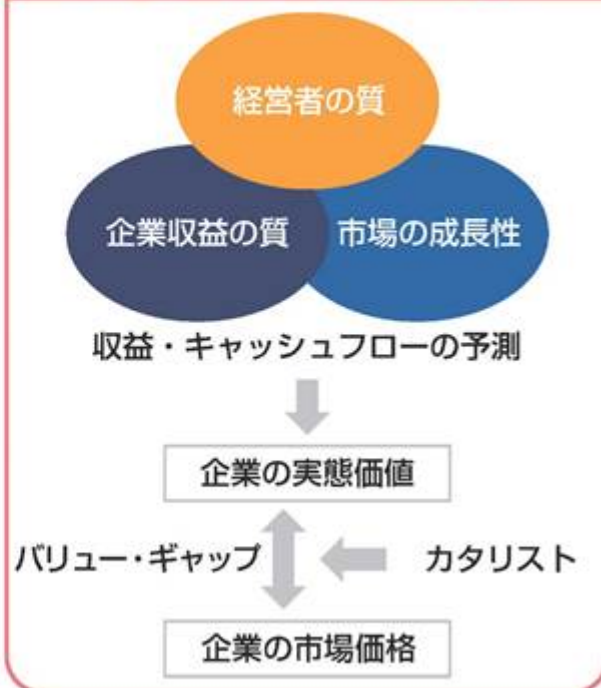 経営者の質
企業収益の質
市場の成長性
収益・キャッシュフローの予測
企業の実態価値
バリュー・ギャップ
カタリスト
企業の市場価格